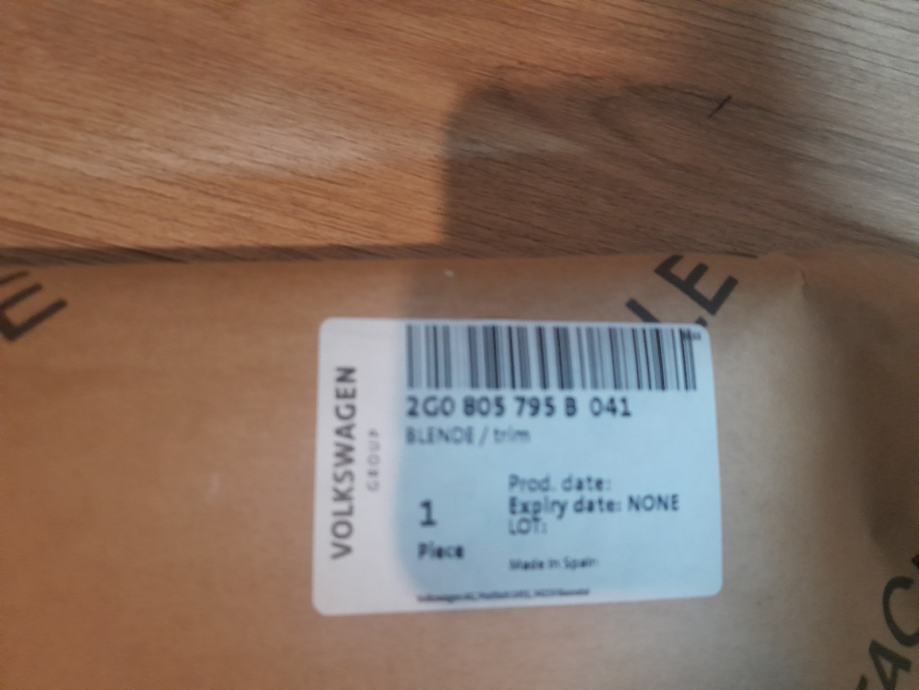 VOLKSWAGEN
GROUP
2G0 805 795 B 041
BLENDE / trim
1
Piece
Prod. date:
Expiry date: NONE
LOT:
Made in Spain